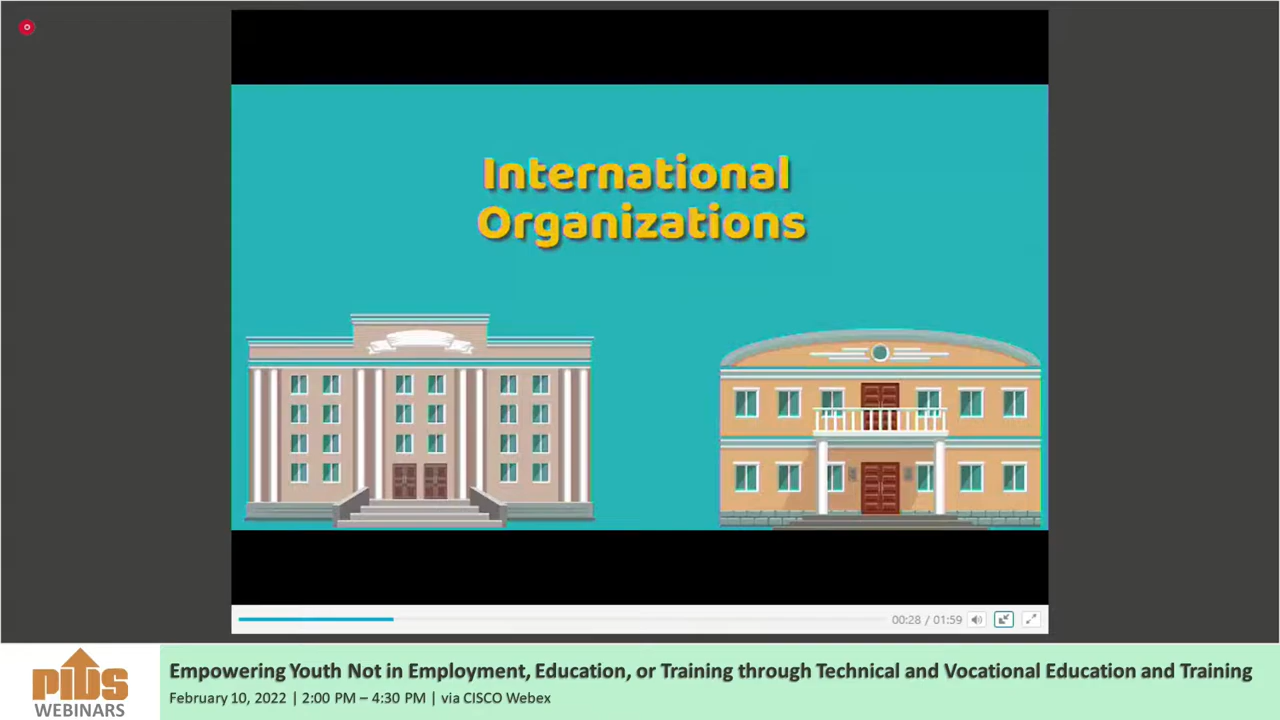 International
Organizations
00:28 / 01:59
PIDS
WEBINARS
Empowering Youth Not in Employment, Education, or Training through Technical and Vocational Education and Training
February 10, 2022 | 2:00 PM – 4:30 PM | via CISCO Webex